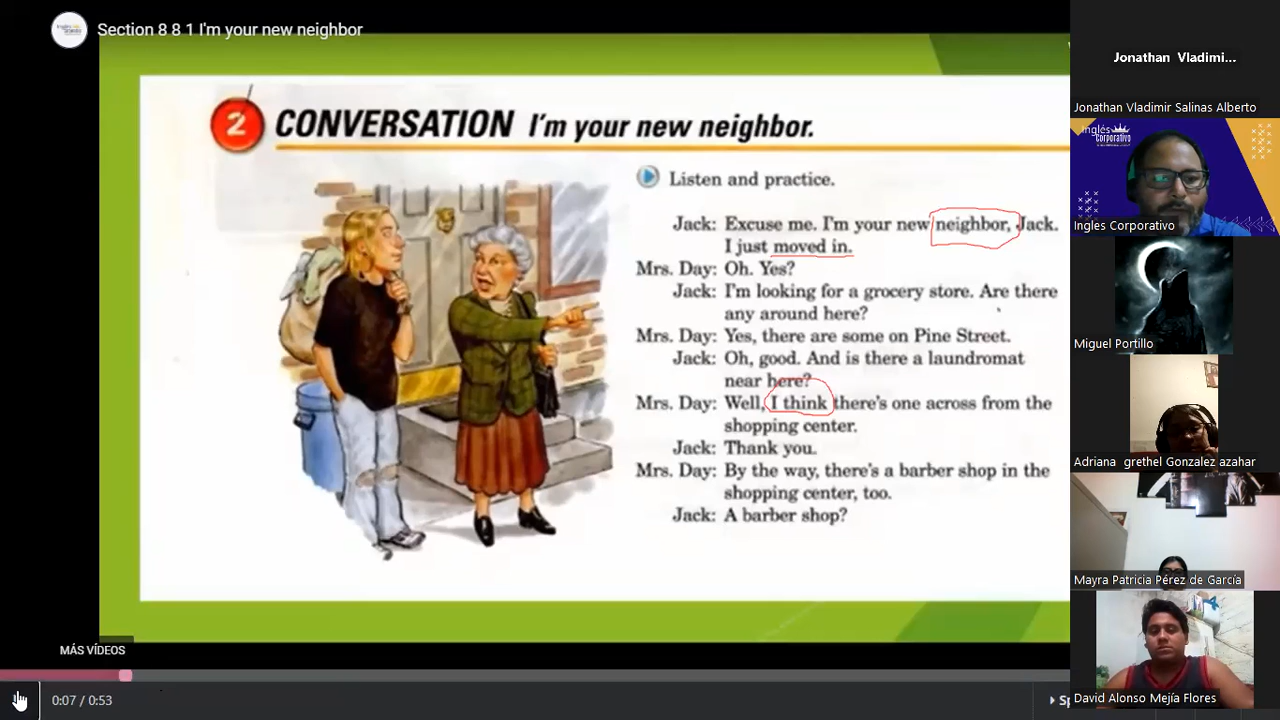 Section 8 8 1 I'm your new neighbor
2 CONVERSATION I'm your new neighbor.
Listen and practice.
Jack: Excuse me. I'm your new neighbor, Jack.
I just moved in.
Mrs. Day: Oh. Yes?
Jack: I'm looking for a grocery store. Are there
any around here?
Mrs. Day: Yes, there are some on Pine Street.
Jack: Oh, good. And is there a laundromat
near here?
Mrs. Day: Well, I think there's one across from the
shopping center.
Jack: Thank you.
Mrs. Day: By the way, there's a barber shop in the
shopping center, too.
Jack: A barber shop?
MÁS VÍDEOS
0:07 / 0:53
Jonathan Vladimi...
Jonathan Vladimir Salinas Alberto
Inglés
Corporativo
Ingles Corporativo
Miguel Portillo
Adriana grethel Gonzalez azahar
Mayra Patricia Pérez de García
David Alonso Mejía Flores